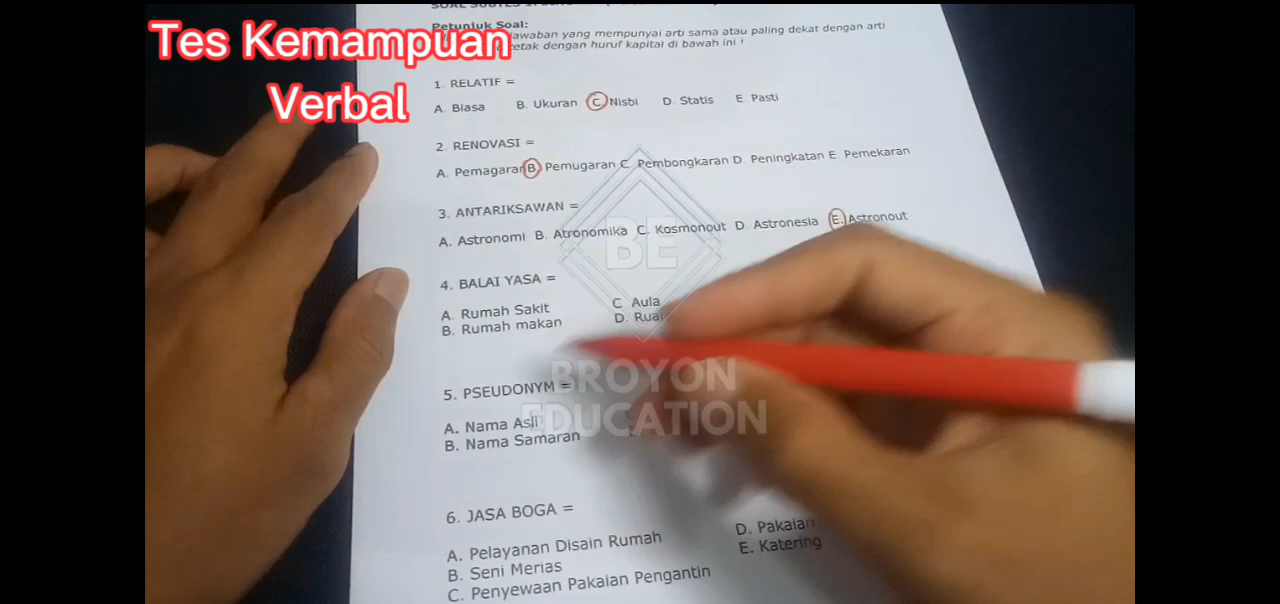 Tes Kemampuan
Verbal
Petunjuk Soal:
jawaban yang mempunyai arti sama atau paling dekat dengan arti
dengan huruf kapital di bawah ini !
1. RELATIF =
A. Biasa B. Ukuran C. Nisbi D. Statis E. Pasti
2. RENOVASI =
A. Pemagaran B. Pemugaran C. Pembongkaran D. Peningkatan E. Pemekaran
3. ANTARIKSAWAN =
A. Astronomi B. Atronomika C. Kosmonout D. Astronesia E. Astronout
4. BALAI YASA =
A. Rumah Sakit C. Aula
B. Rumah makan D.
5. PSEUDONYM =
A. Nama Asli
B. Nama Samaran
6. JASA BOGA =
A. Pelayanan Disain Rumah D. Pakaian
B. Seni Merias E. Katering
C. Penyewaan Pakaian Pengantin
BE
BROYON
EDUCATION